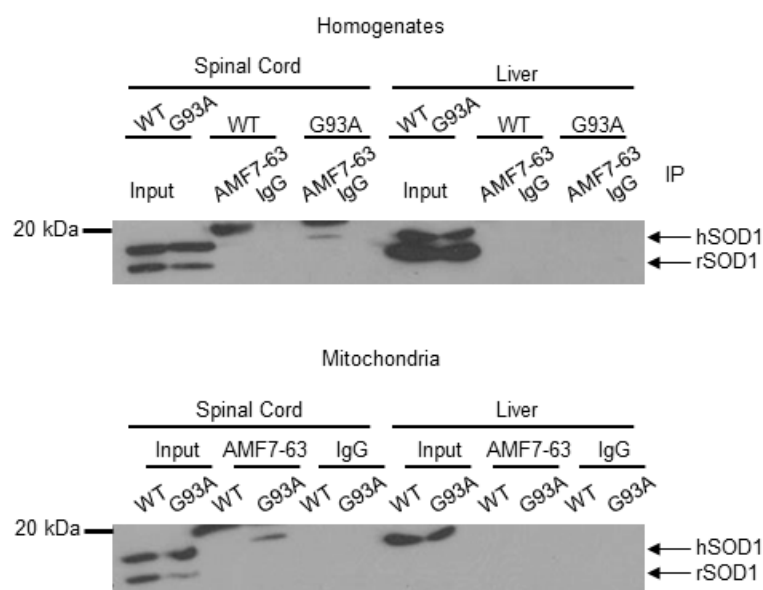 Homogenates
Spinal Cord Liver
WT G93A WT G93A WT G93A WT G93A
Input AMF7-63 IgG AMF7-63 IgG Input AMF7-63 IgG AMF7-63 IgG IP
20 kDa hSOD1
rSOD1
Mitochondria
Spinal Cord Liver
Input AMF7-63 IgG Input AMF7-63 IgG
WT G93A WT G93A WT G93A WT G93A WT G93A WT G93A
20 kDa hSOD1
rSOD1